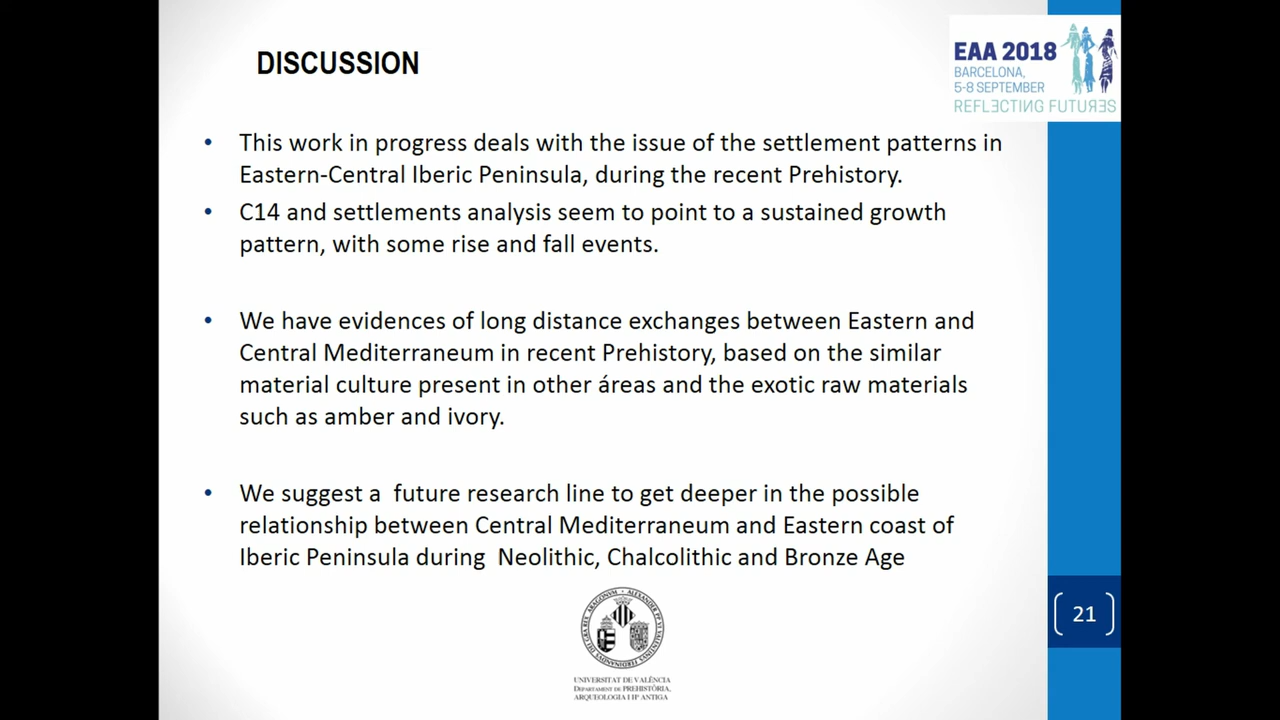 DISCUSSION
EAA 2018
BARCELONA,
5-8 SEPTEMBER
REFLECTING FUTURES
• This work in progress deals with the issue of the settlement patterns in
Eastern-Central Iberic Peninsula, during the recent Prehistory.
• C14 and settlements analysis seem to point to a sustained growth
pattern, with some rise and fall events.
• We have evidences of long distance exchanges between Eastern and
Central Mediterraneum in recent Prehistory, based on the similar
material culture present in other áreas and the exotic raw materials
such as amber and ivory.
• We suggest a future research line to get deeper in the possible
relationship between Central Mediterraneum and Eastern coast of
Iberic Peninsula during Neolithic, Chalcolithic and Bronze Age
21
UNIVERSITAT DE VALÈNCIA
DEPARTAMENT DE PREHISTÒRIA,
ARQUEOLOGIA I Hª ANTIGA